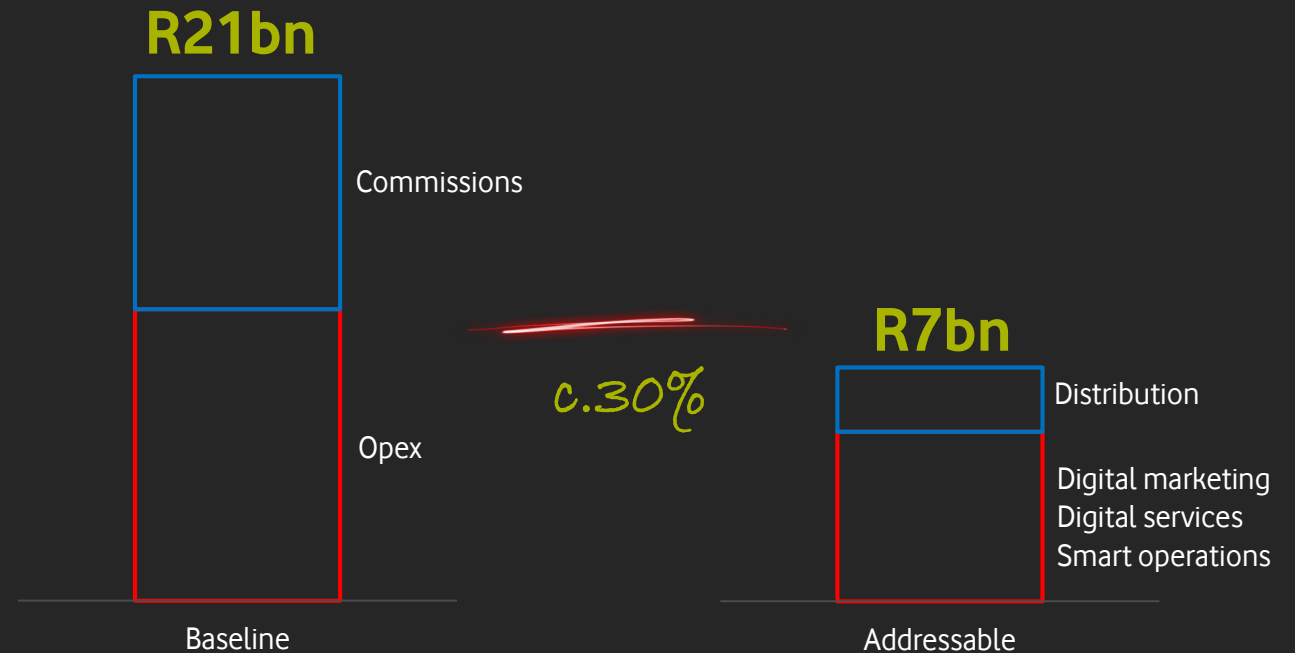 R21bn
Commissions
Opex
Baseline
c.30%
R7bn
Distribution
Digital marketing
Digital services
Smart operations
Addressable